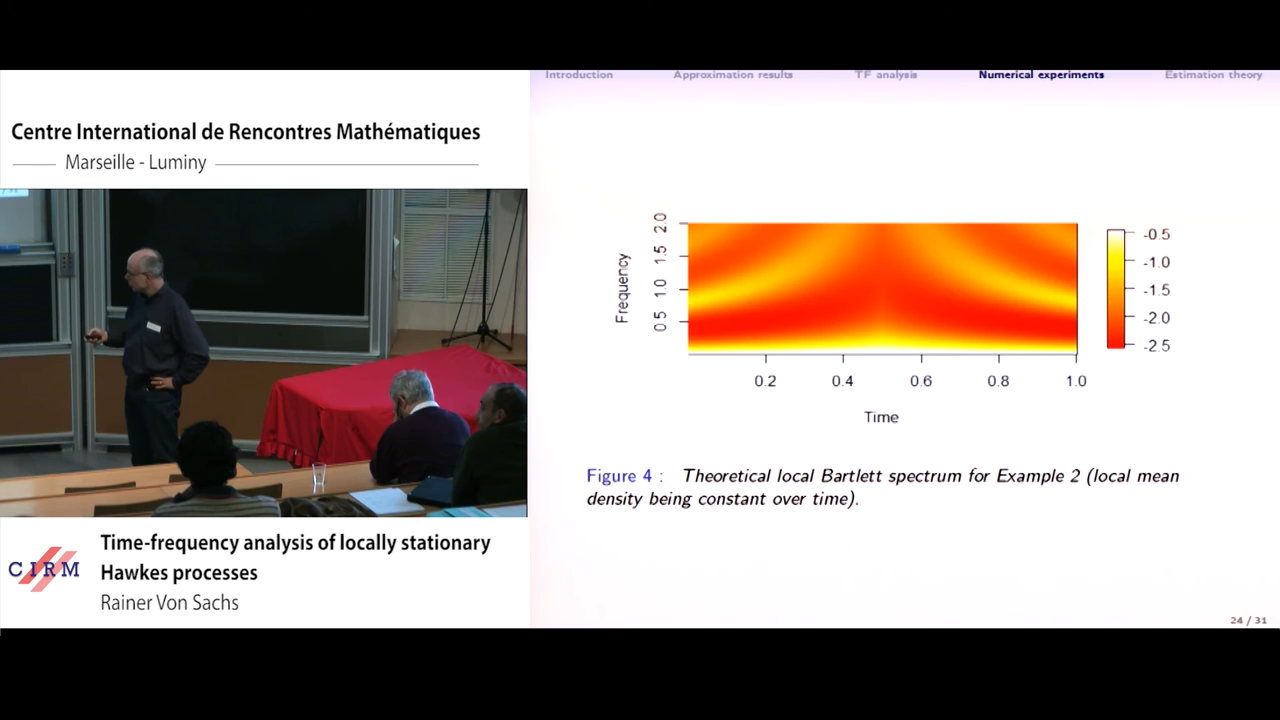 Centre International de Rencontres Mathématiques
Marseille - Luminy
CIRM
Time-frequency analysis of locally stationary
Hawkes processes
Rainer Von Sachs
Introduction Approximation results TF analysis Numerical experiments Estimation theory
Frequency
2.0
1.5
1.0
0.5
0.2 0.4 0.6 0.8 1.0
Time
-0.5
-1.0
-1.5
-2.0
-2.5
Figure 4 : Theoretical local Bartlett spectrum for Example 2 (local mean
density being constant over time).
24 / 31